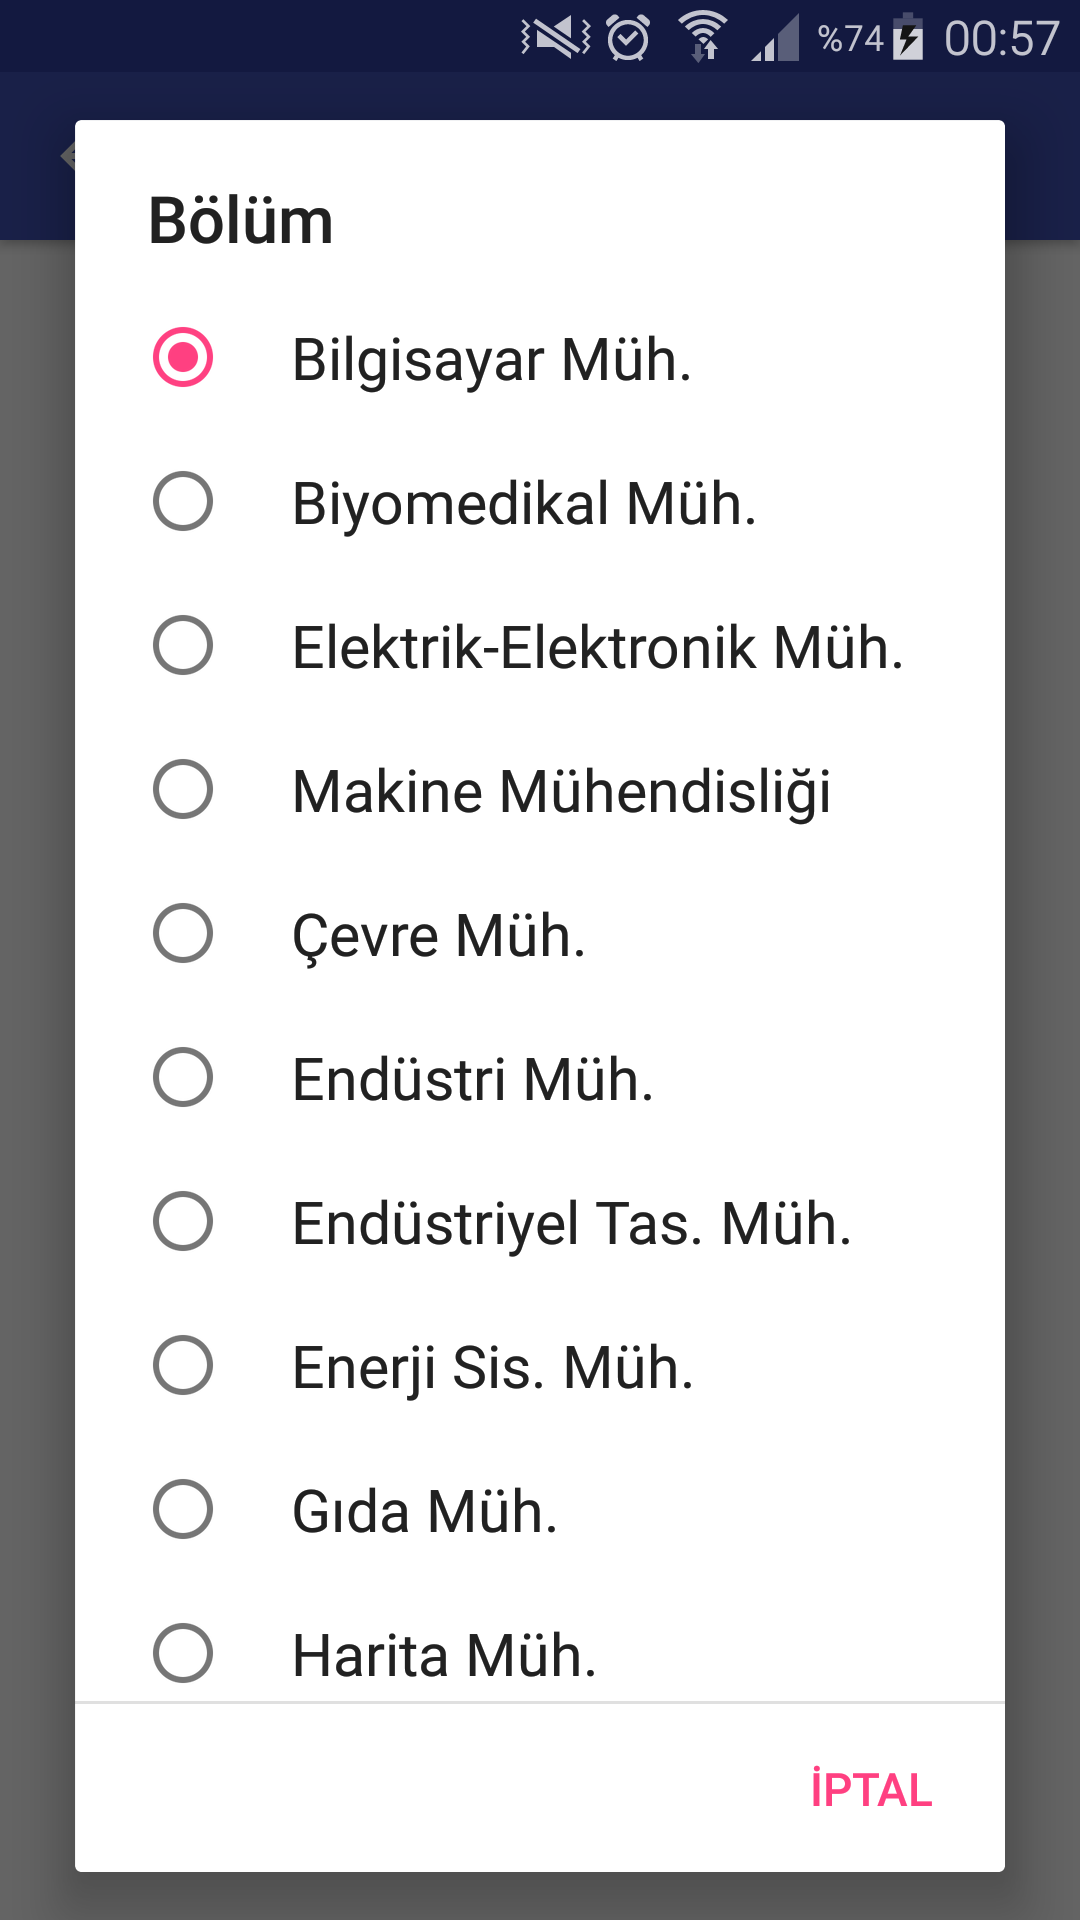 %74 00:57
Bölüm
Bilgisayar Müh.
Biyomedikal Müh.
Elektrik-Elektronik Müh.
Makine Mühendisliği
Çevre Müh.
Endüstri Müh.
Endüstriyel Tas. Müh.
Enerji Sis. Müh.
Gıda Müh.
Harita Müh.
İPTAL